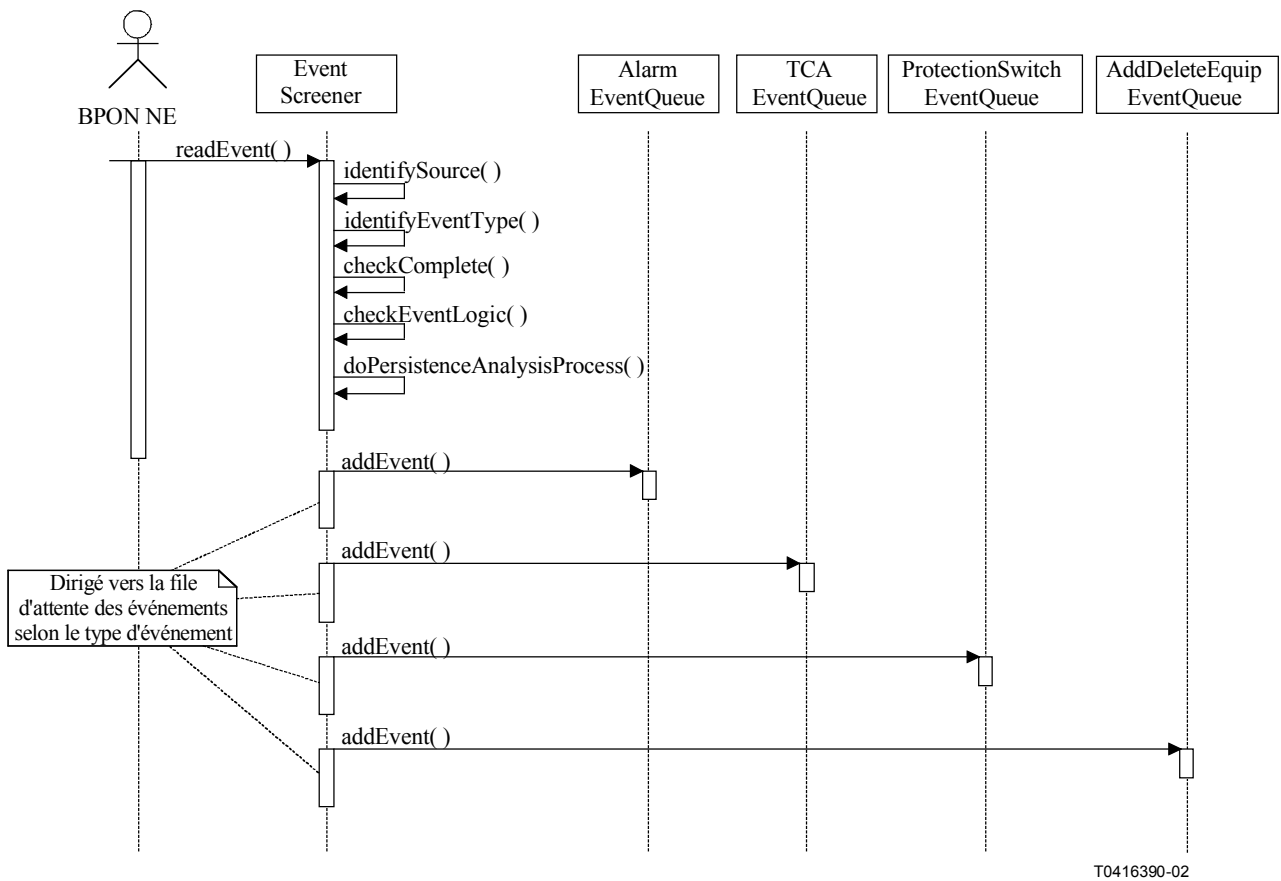 BPON NE
Event
Screener
Alarm
EventQueue
TCA
EventQueue
ProtectionSwitch
EventQueue
AddDeleteEquip
EventQueue
readEvent( )
identifySource( )
identifyEventType( )
checkComplete( )
checkEventLogic( )
doPersistenceAnalysisProcess( )
addEvent( )
addEvent( )
Dirigé vers la file
d'attente des événements
selon le type d'événement
addEvent( )
addEvent( )
T0416390-02